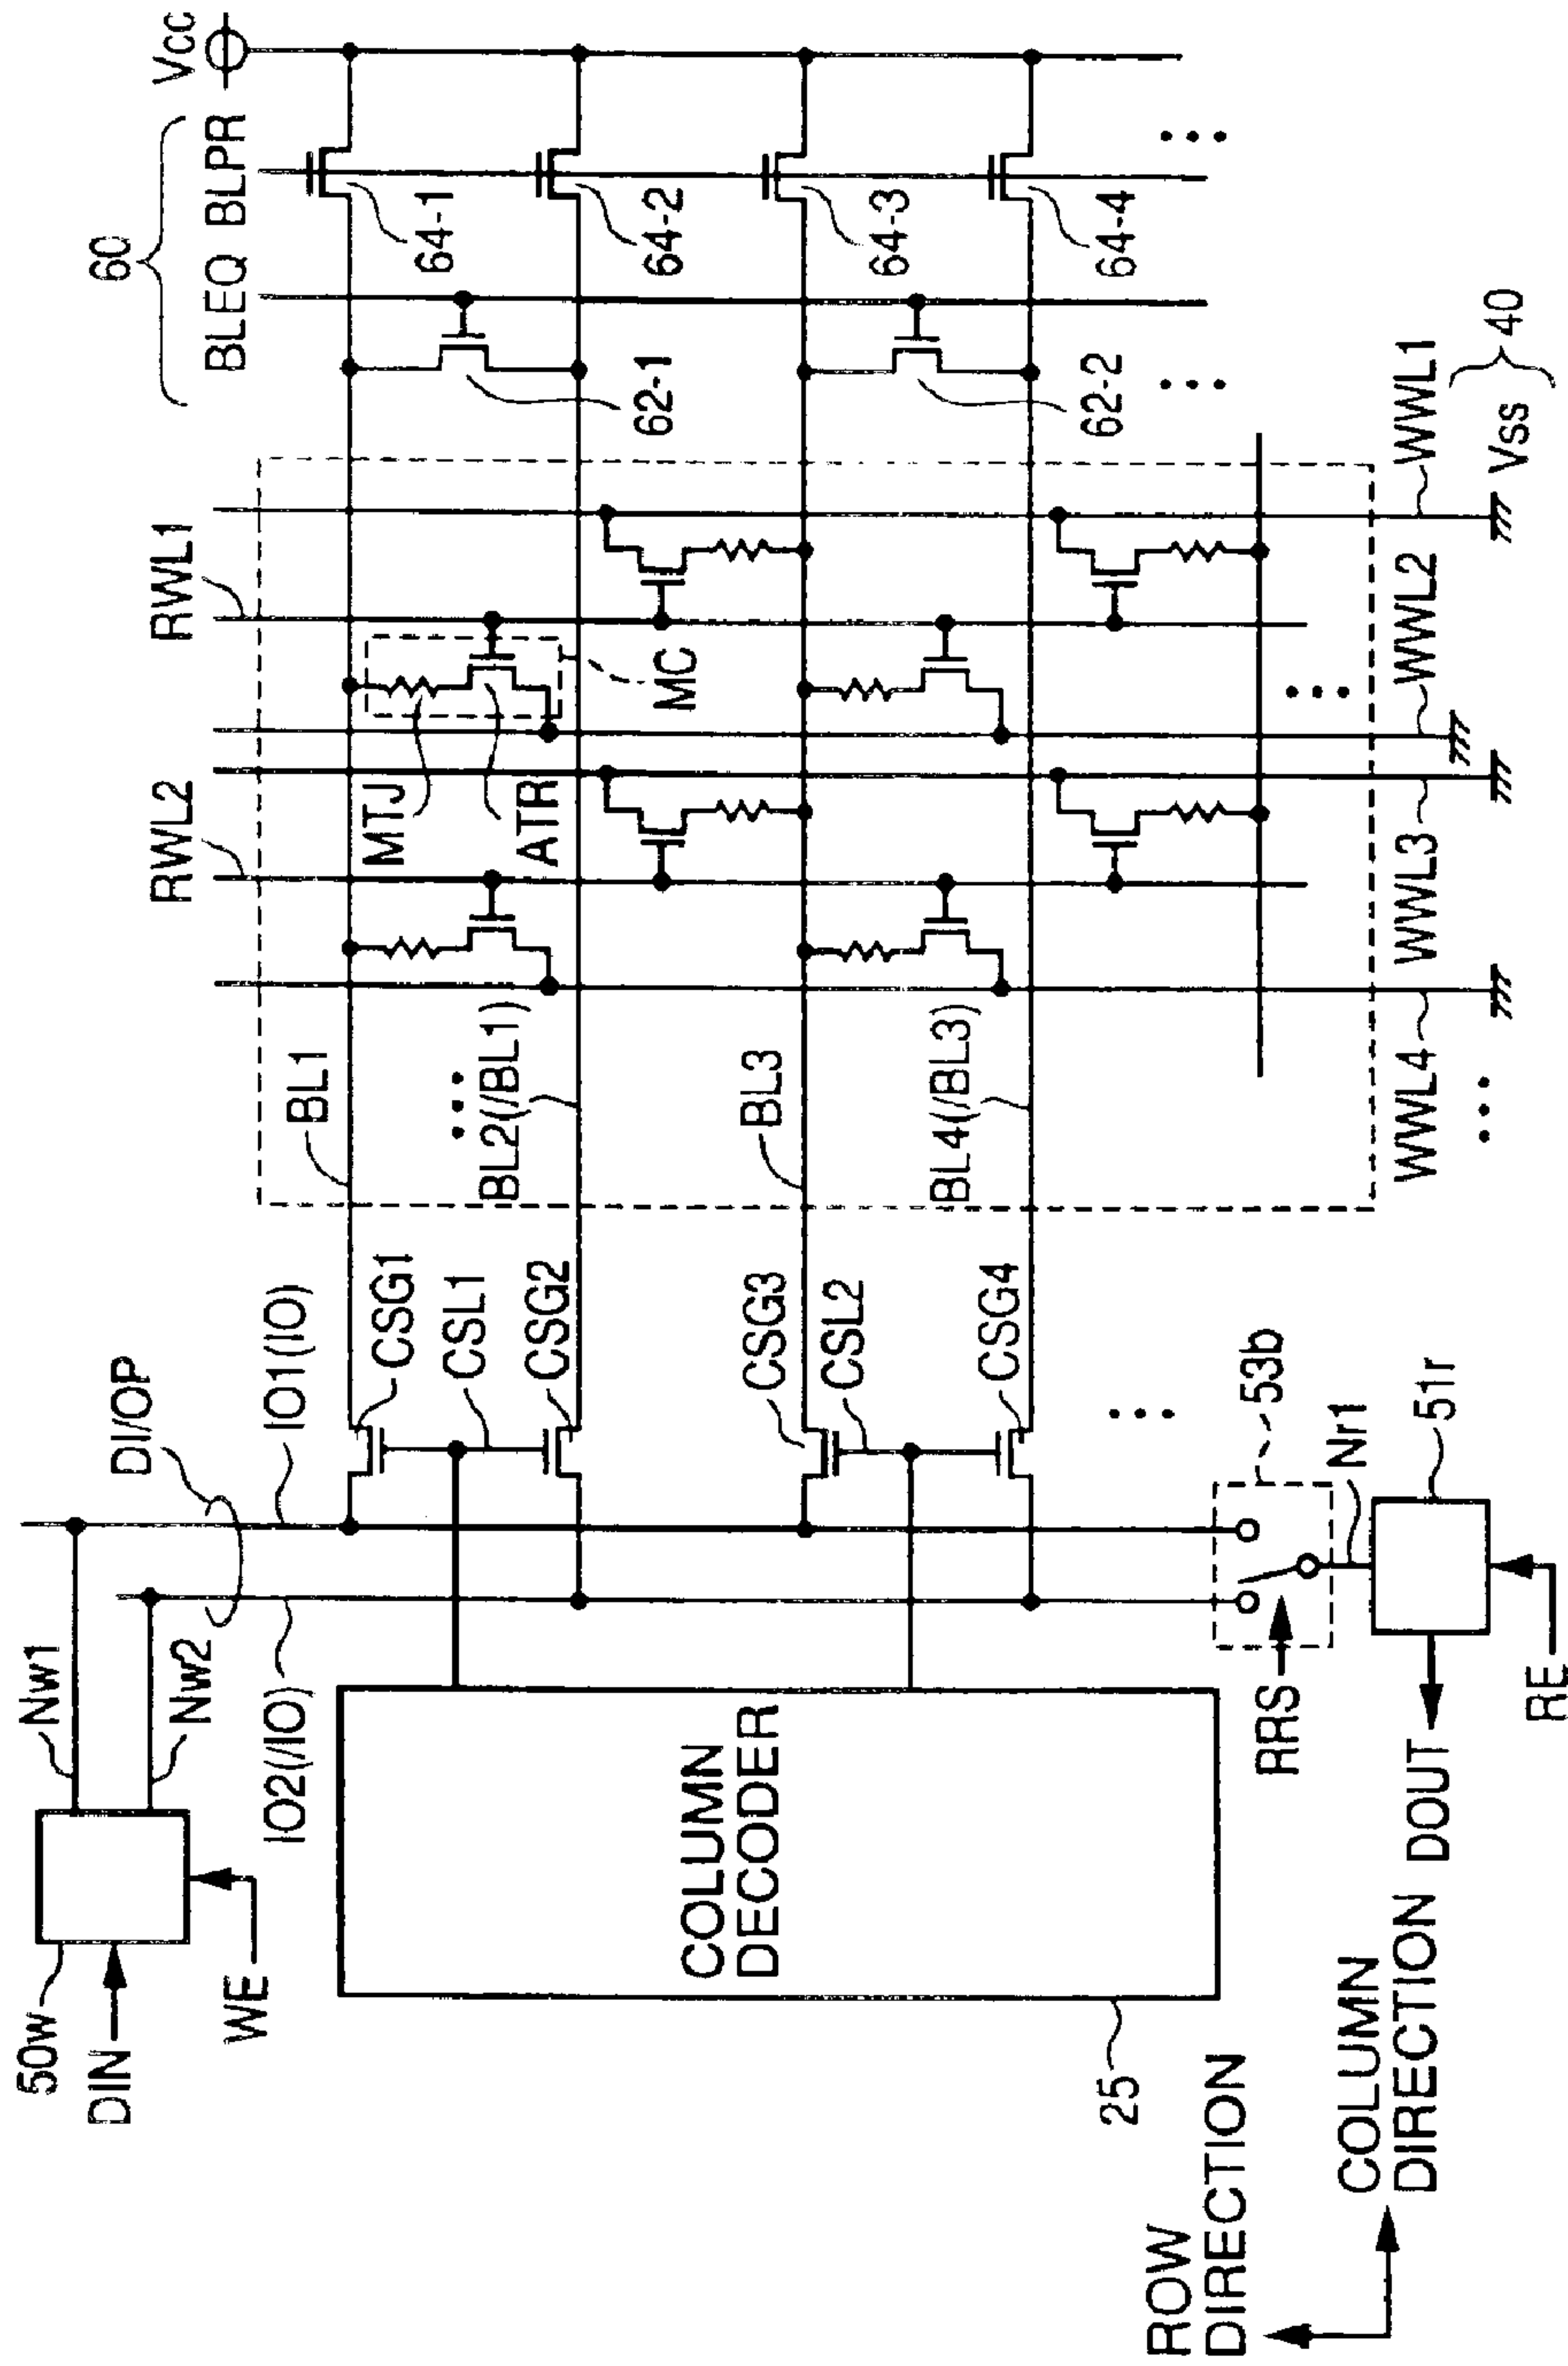 Vcc
60
BLEQ
BLPR
64-1
64-2
64-3
64-4
62-1
62-2
RWL1
RWL2
MC
MTJ
ATR
WWL1
WWL2
WWL3
WWL4
Vss
40
BL1
BL2(/BL1)
BL3
BL4(/BL3)
CSG1
CSL1
CSG2
CSG3
CSL2
CSG4
DI/OP
IO1(IO)
IO2(/IO)
Nw1
Nw2
50w
DIN
WE
COLUMN
DECODER
25
53b
Nr1
51r
RRS
RE
DOUT
ROW
DIRECTION
COLUMN
DIRECTION